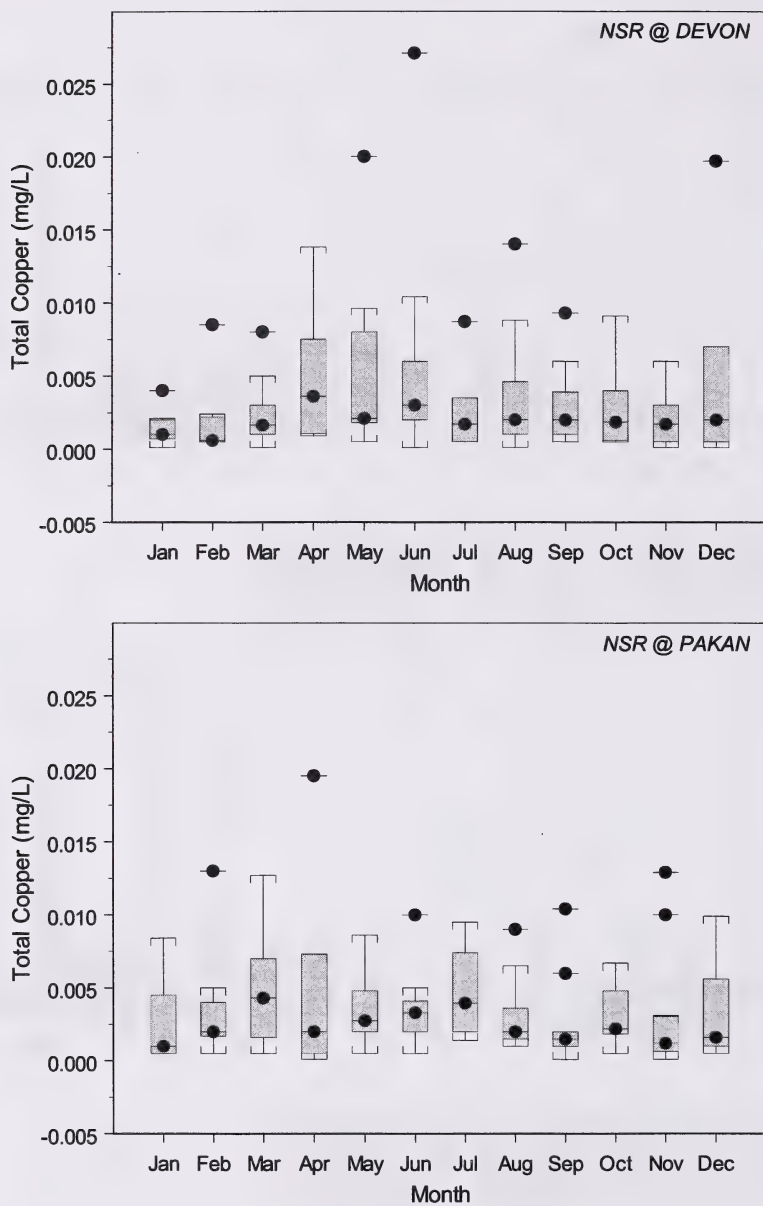 NSR @ DEVON
0.025
0.020
0.015
0.010
0.005
0.000
-0.005
Total Copper (mg/L)
Jan Feb Mar Apr May Jun Jul Aug Sep Oct Nov Dec
Month
NSR @ PAKAN
0.025
0.020
0.015
0.010
0.005
0.000
-0.005
Total Copper (mg/L)
Jan Feb Mar Apr May Jun Jul Aug Sep Oct Nov Dec
Month